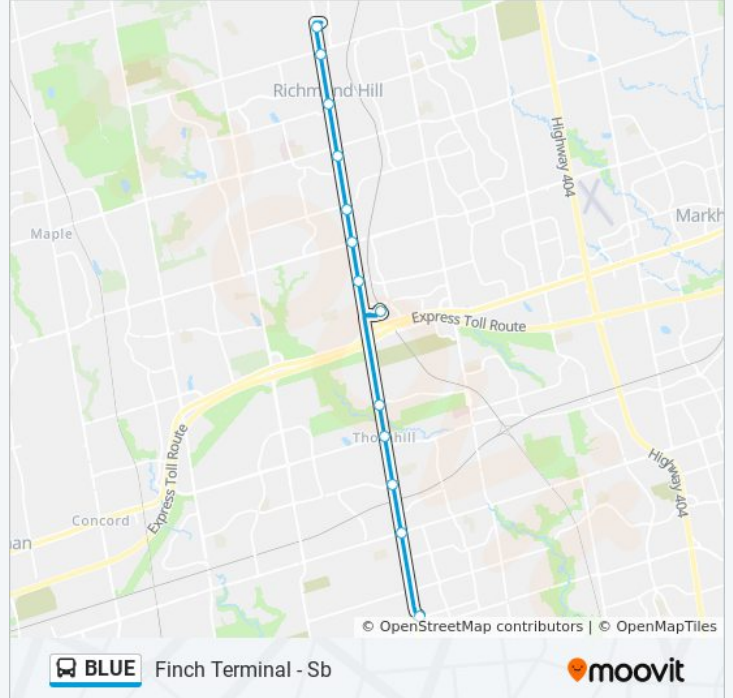 Richmond Hill
Highway 404
Markh
Maple
Express Toll Route
Thornhill
Express Toll Route
Highway 404
Concord
an
© OpenStreetMap contributors | © OpenMapTiles
BLUE Finch Terminal - Sb
moovit